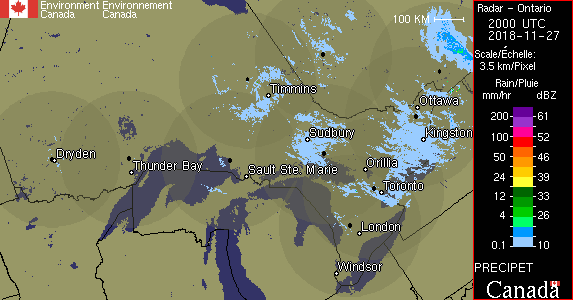 Environment Environnement
Canada Canada
100 KM
Timmins
Ottawa
Sudbury
Kingston
Dryden
Thunder Bay
Sault Ste. Marie
Orillia
Toronto
London
Windsor
Radar - Ontario
2000 UTC
2018-11-27
Scale/Échelle:
3.5 km/Pixel
Rain/Pluie
mm/hr dBZ
200 61
100 52
50 46
24 39
12 33
4 26
0.1 10
PRECIPET
Canada